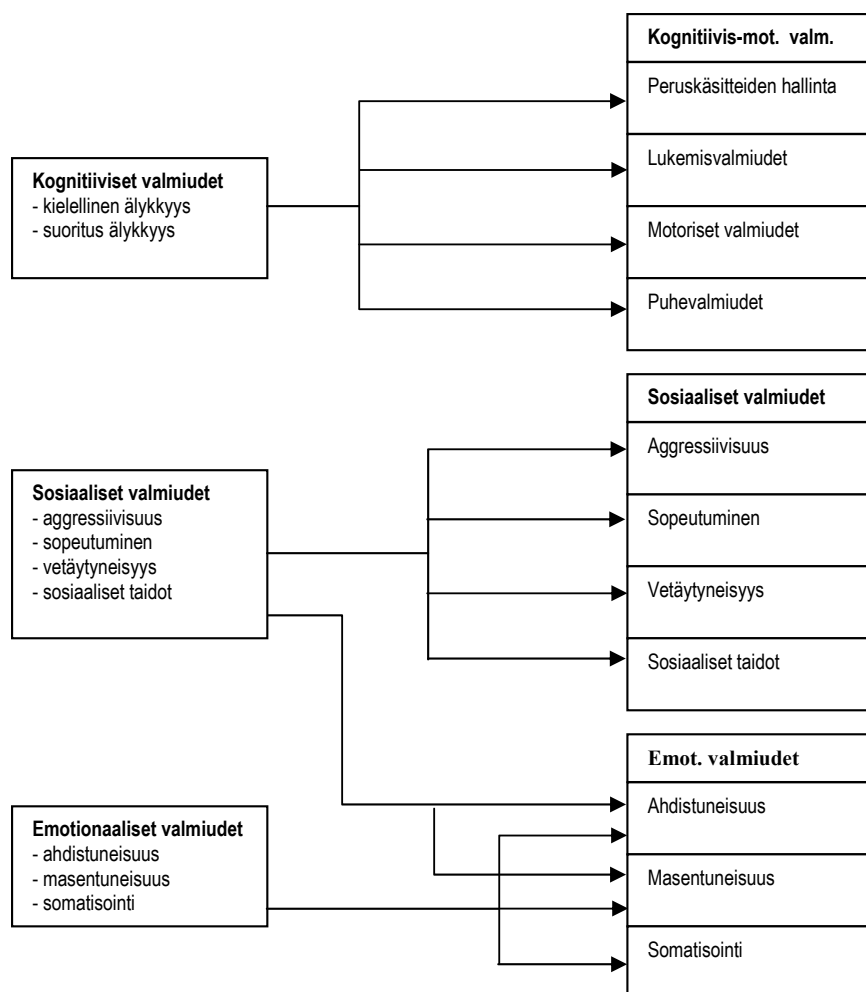 Kognitiivis-mot. valm.
Peruskäsitteiden hallinta
Lukemisvalmiudet
Motoriset valmiudet
Puhevalmiudet
Kognitiiviset valmiudet
- kielellinen älykkyys
- suoritus älykkyys
Sosiaaliset valmiudet
Aggressiivisuus
Sopeutuminen
Vetäytyneisyys
Sosiaaliset taidot
Sosiaaliset valmiudet
- aggressiivisuus
- sopeutuminen
- vetäytyneisyys
- sosiaaliset taidot
Emot. valmiudet
Ahdistuneisuus
Masentuneisuus
Somatisointi
Emotionaaliset valmiudet
- ahdistuneisuus
- masentuneisuus
- somatisointi